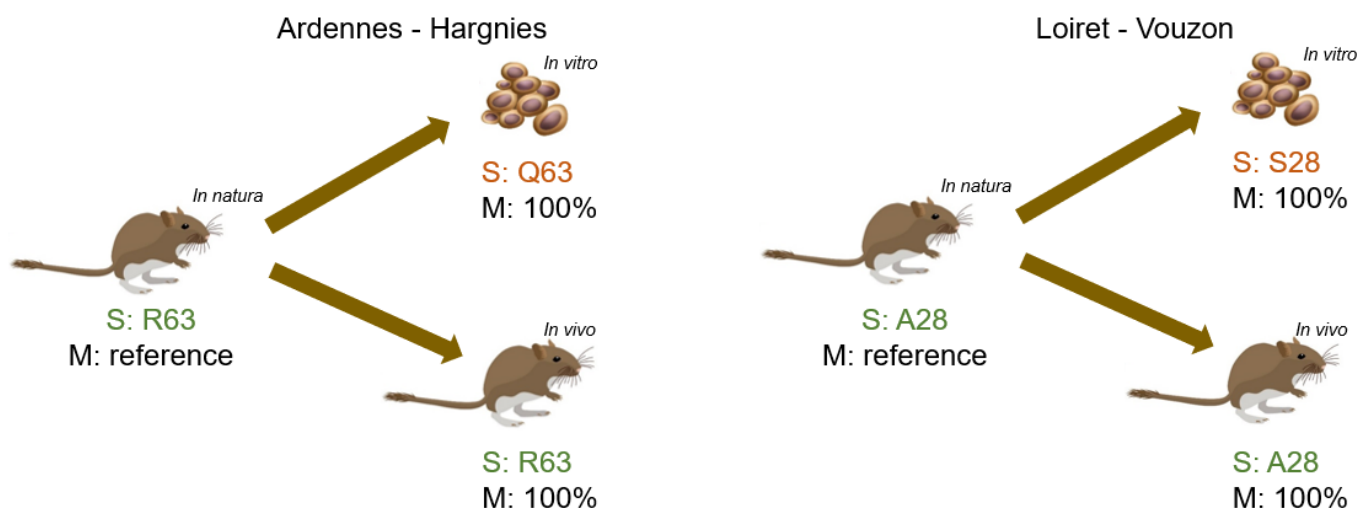 Ardennes - Hargnies
In vitro
S: Q63
M: 100%
In natura
S: R63
M: reference
In vivo
S: R63
M: 100%
Loiret - Vouzon
In vitro
S: S28
M: 100%
In natura
S: A28
M: reference
In vivo
S: A28
M: 100%